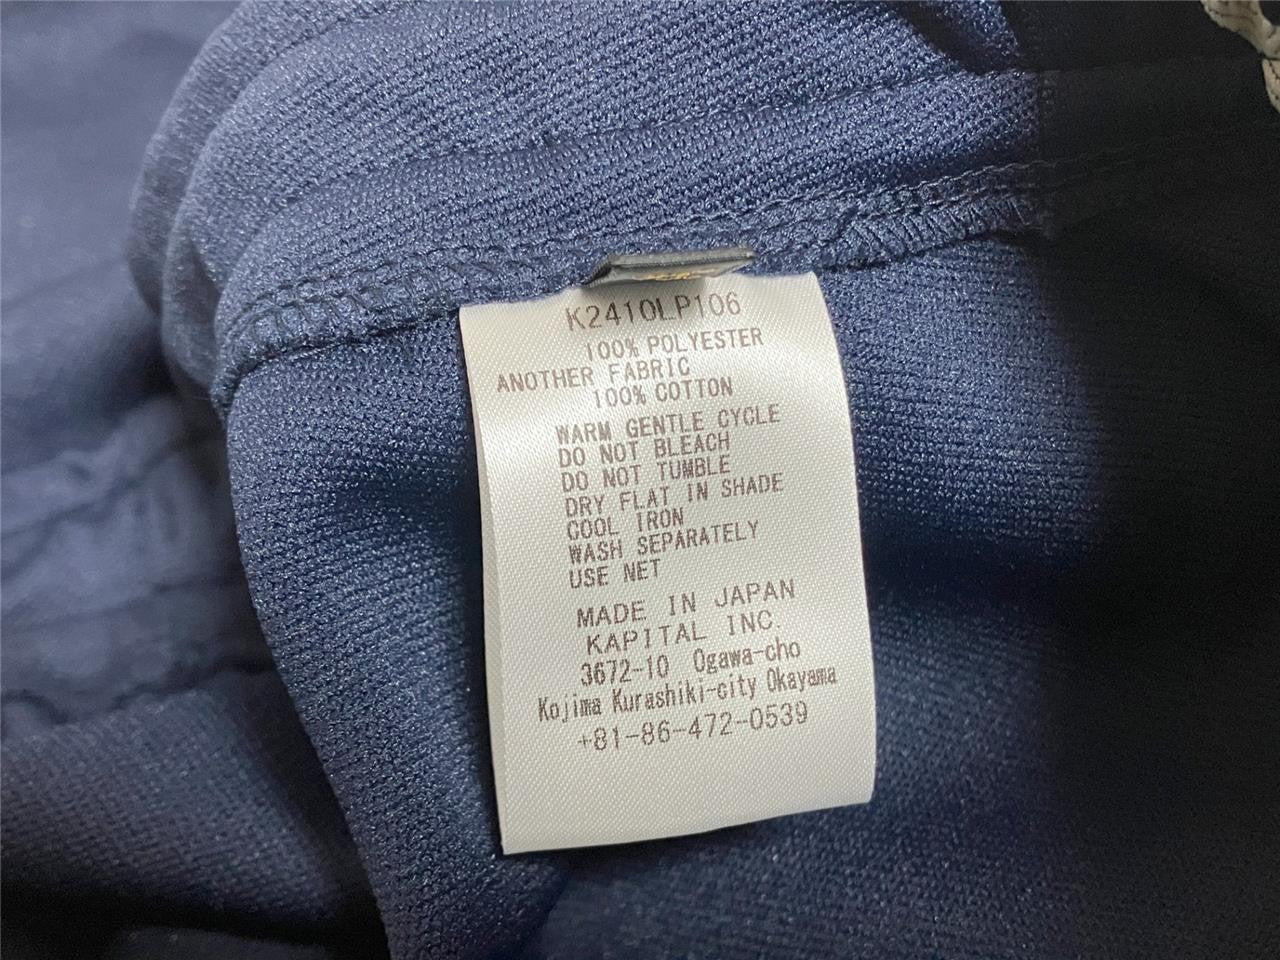 K2410LP106
100% POLYESTER
ANOTHER FABRIC
100% COTTON
WARM GENTLE CYCLE
DO NOT BLEACH
DO NOT TUMBLE
DRY FLAT IN SHADE
COOL IRON
WASH SEPARATELY
USE NET
MADE IN JAPAN
KAPITAL INC.
3672-10 Ogawa-cho
Kojima Kurashiki-city Okayama
+81-86-472-0539